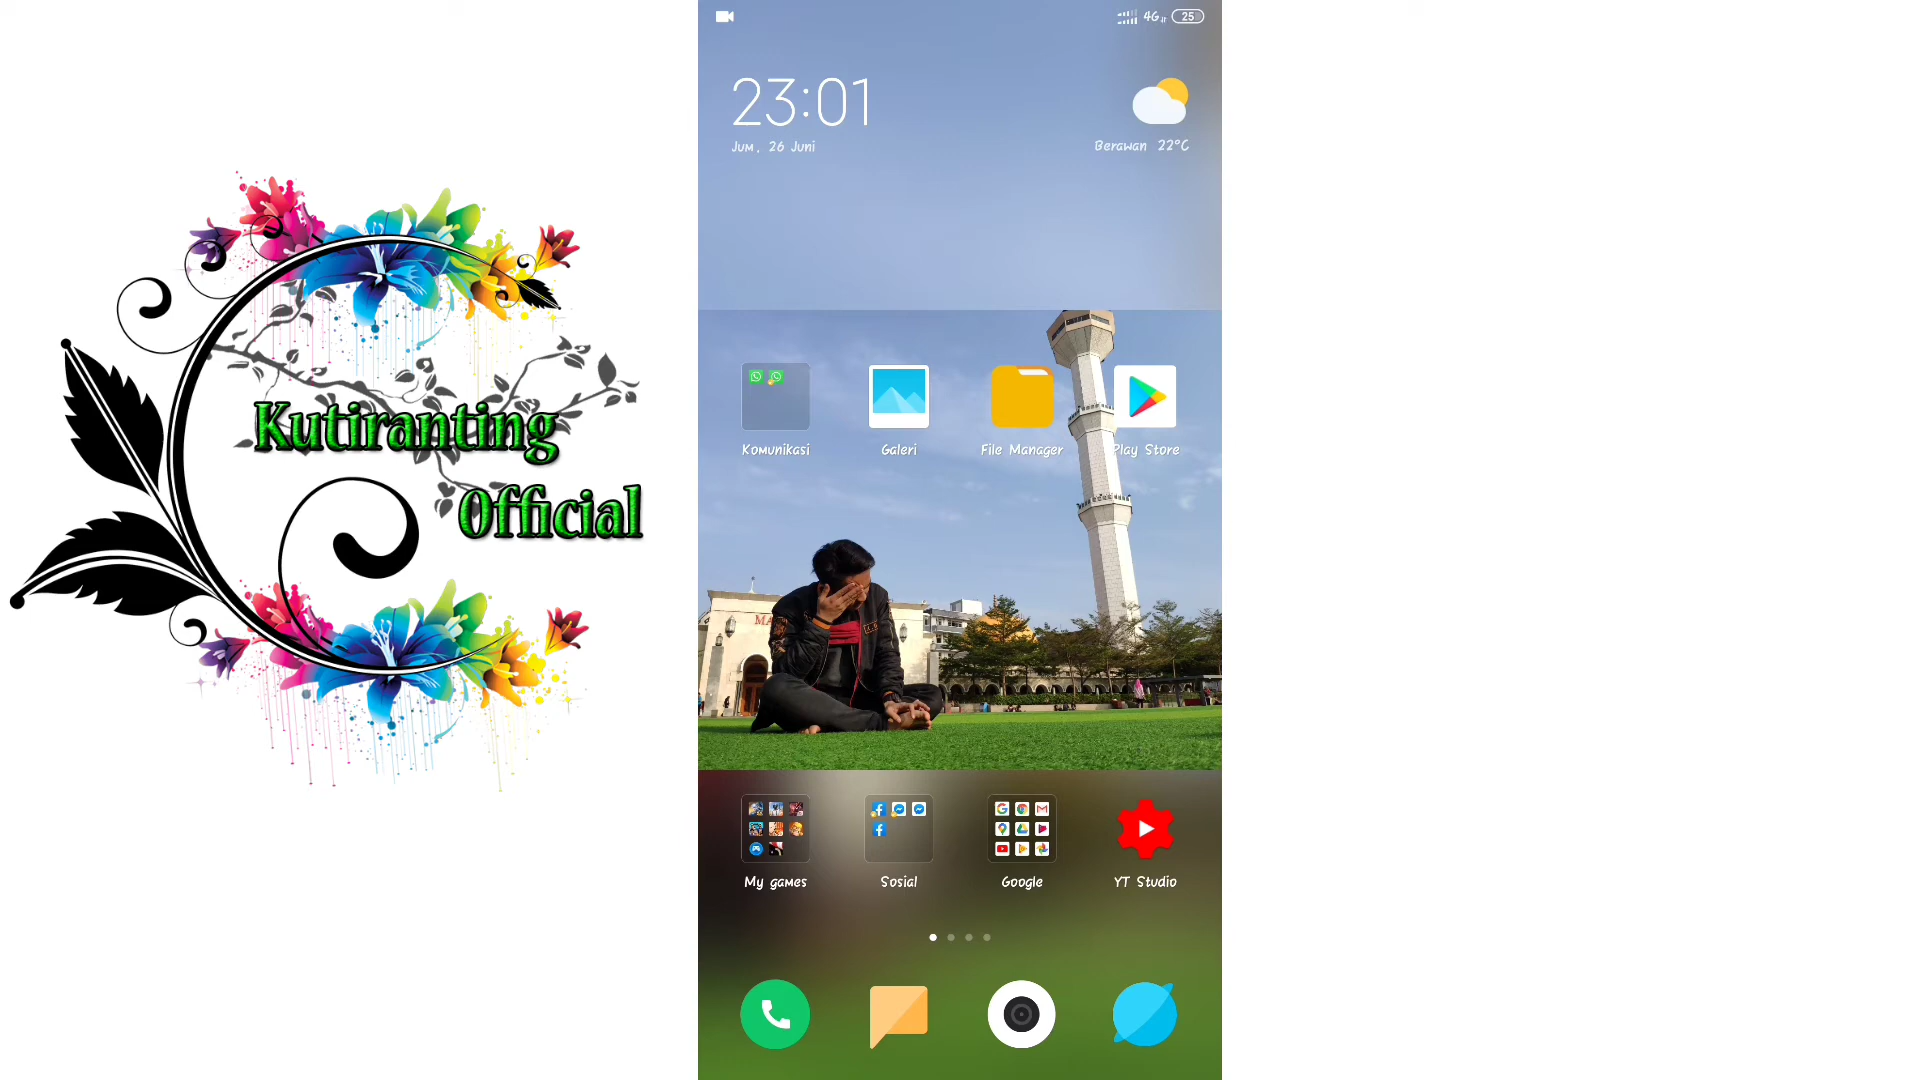 Kutiranting
Official
4G 25
23:01
Jum, 26 Juni
Berawan 22°C
Komunikasi
Galeri
File Manager
Play Store
MA
My games
Sosial
Google
YT Studio